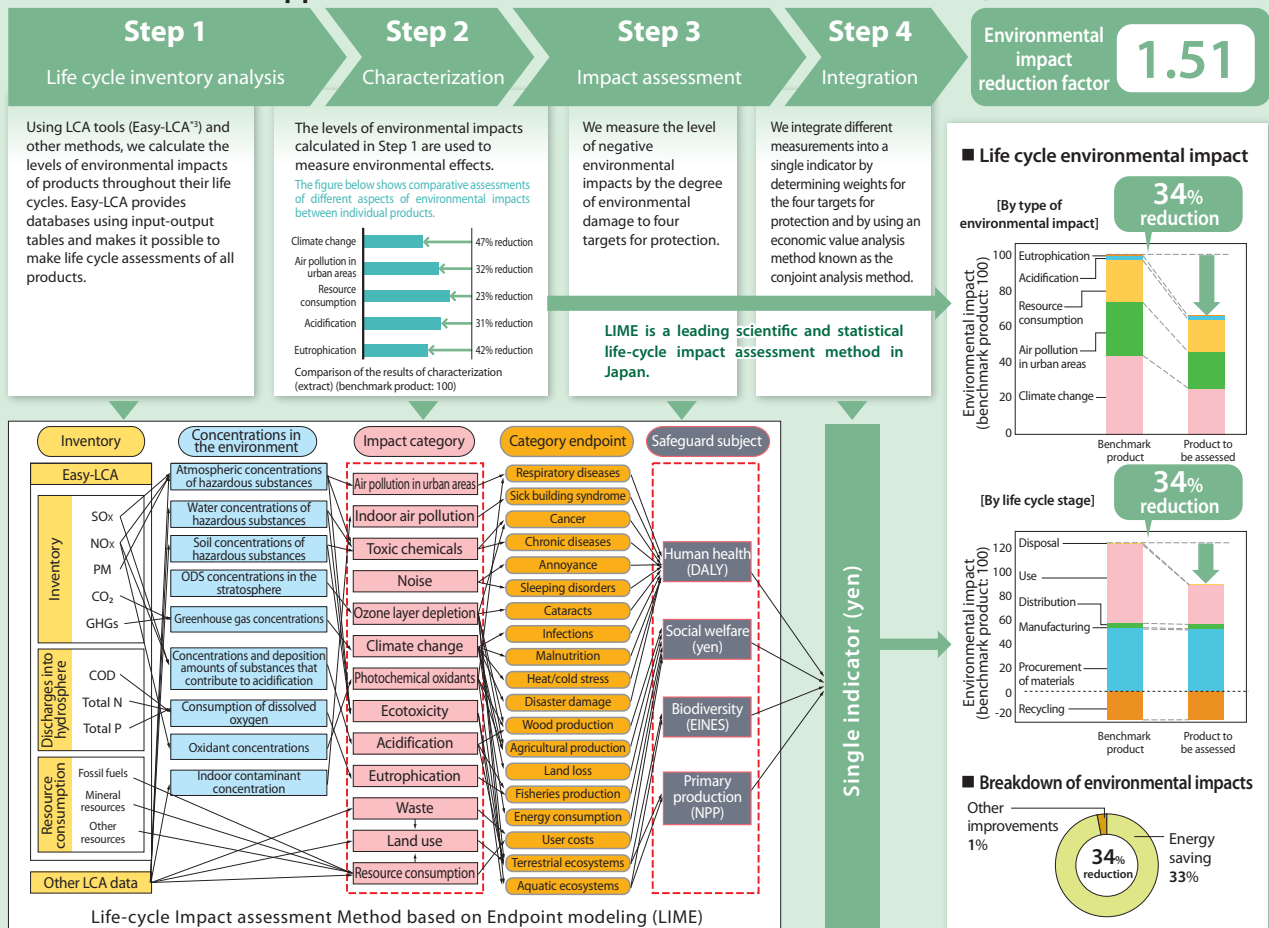 Step 1
Life cycle inventory analysis
Step 2
Characterization
Step 3
Impact assessment
Step 4
Integration
Environmental
impact
reduction factor
1.51
Using LCA tools (Easy-LCA*3) and
other methods, we calculate the
levels of environmental impacts
of products throughout their life
cycles. Easy-LCA provides
databases using input-output
tables and makes it possible to
make life cycle assessments of all
products.
The levels of environmental impacts
calculated in Step 1 are used to
measure environmental effects.
The figure below shows comparative assessments
of different aspects of environmental impacts
between individual products.
Climate change
47% reduction
Air pollution in
urban areas
32% reduction
Resource
consumption
23% reduction
Acidification
31% reduction
Eutrophication
42% reduction
Comparison of the results of characterization
(extract) (benchmark product: 100)
We measure the level
of negative
environmental
impacts by the degree
of environmental
damage to four
targets for protection.
We integrate different
measurements into a
single indicator by
determining weights for
the four targets for
protection and by using an
economic value analysis
method known as the
conjoint analysis method.
LIME is a leading scientific and statistical
life-cycle impact assessment method in
Japan.
Inventory
Easy-LCA
Inventory
SOx
NOx
PM
CO₂
GHGs
Discharges into
hydrosphere
COD
Total N
Total P
Resource
consumption
Fossil fuels
Mineral
resources
Other
resources
Other LCA data
Concentrations in
the environment
Atmospheric concentrations
of hazardous substances
Water concentrations of
hazardous substances
Soil concentrations of
hazardous substances
ODS concentrations in the
stratosphere
Greenhouse gas concentrations
Concentrations and deposition
amounts of substances that
contribute to acidification
Consumption of dissolved
oxygen
Oxidant concentrations
Indoor contaminant
concentration
Impact category
Air pollution in urban areas
Indoor air pollution
Toxic chemicals
Noise
Ozone layer depletion
Climate change
Photochemical oxidants
Ecotoxicity
Acidification
Eutrophication
Waste
Land use
Resource consumption
Category endpoint
Respiratory diseases
Sick building syndrome
Cancer
Chronic diseases
Annoyance
Sleeping disorders
Cataracts
Infections
Malnutrition
Heat/cold stress
Disaster damage
Wood production
Agricultural production
Land loss
Fisheries production
Energy consumption
User costs
Terrestrial ecosystems
Aquatic ecosystems
Safeguard subject
Human health
(DALY)
Social welfare
(yen)
Biodiversity
(EINES)
Primary
production
(NPP)
Life-cycle Impact assessment Method based on Endpoint modeling (LIME)
Single indicator (yen)
■ Life cycle environmental impact
[By type of
environmental impact]
34%
reduction
Environmental impact
(benchmark product: 100)
100
80
60
40
20
0
Eutrophication
Acidification
Resource
consumption
Air pollution
in urban areas
Climate change
Benchmark
product
Product to
be assessed
[By life cycle stage]
34%
reduction
Environmental impact
(benchmark product: 100)
120
100
80
60
40
20
0
-20
Disposal
Use
Distribution
Manufacturing
Procurement
of materials
Recycling
Benchmark
product
Product to
be assessed
■ Breakdown of environmental impacts
Other
improvements
1%
34%
reduction
Energy
saving
33%